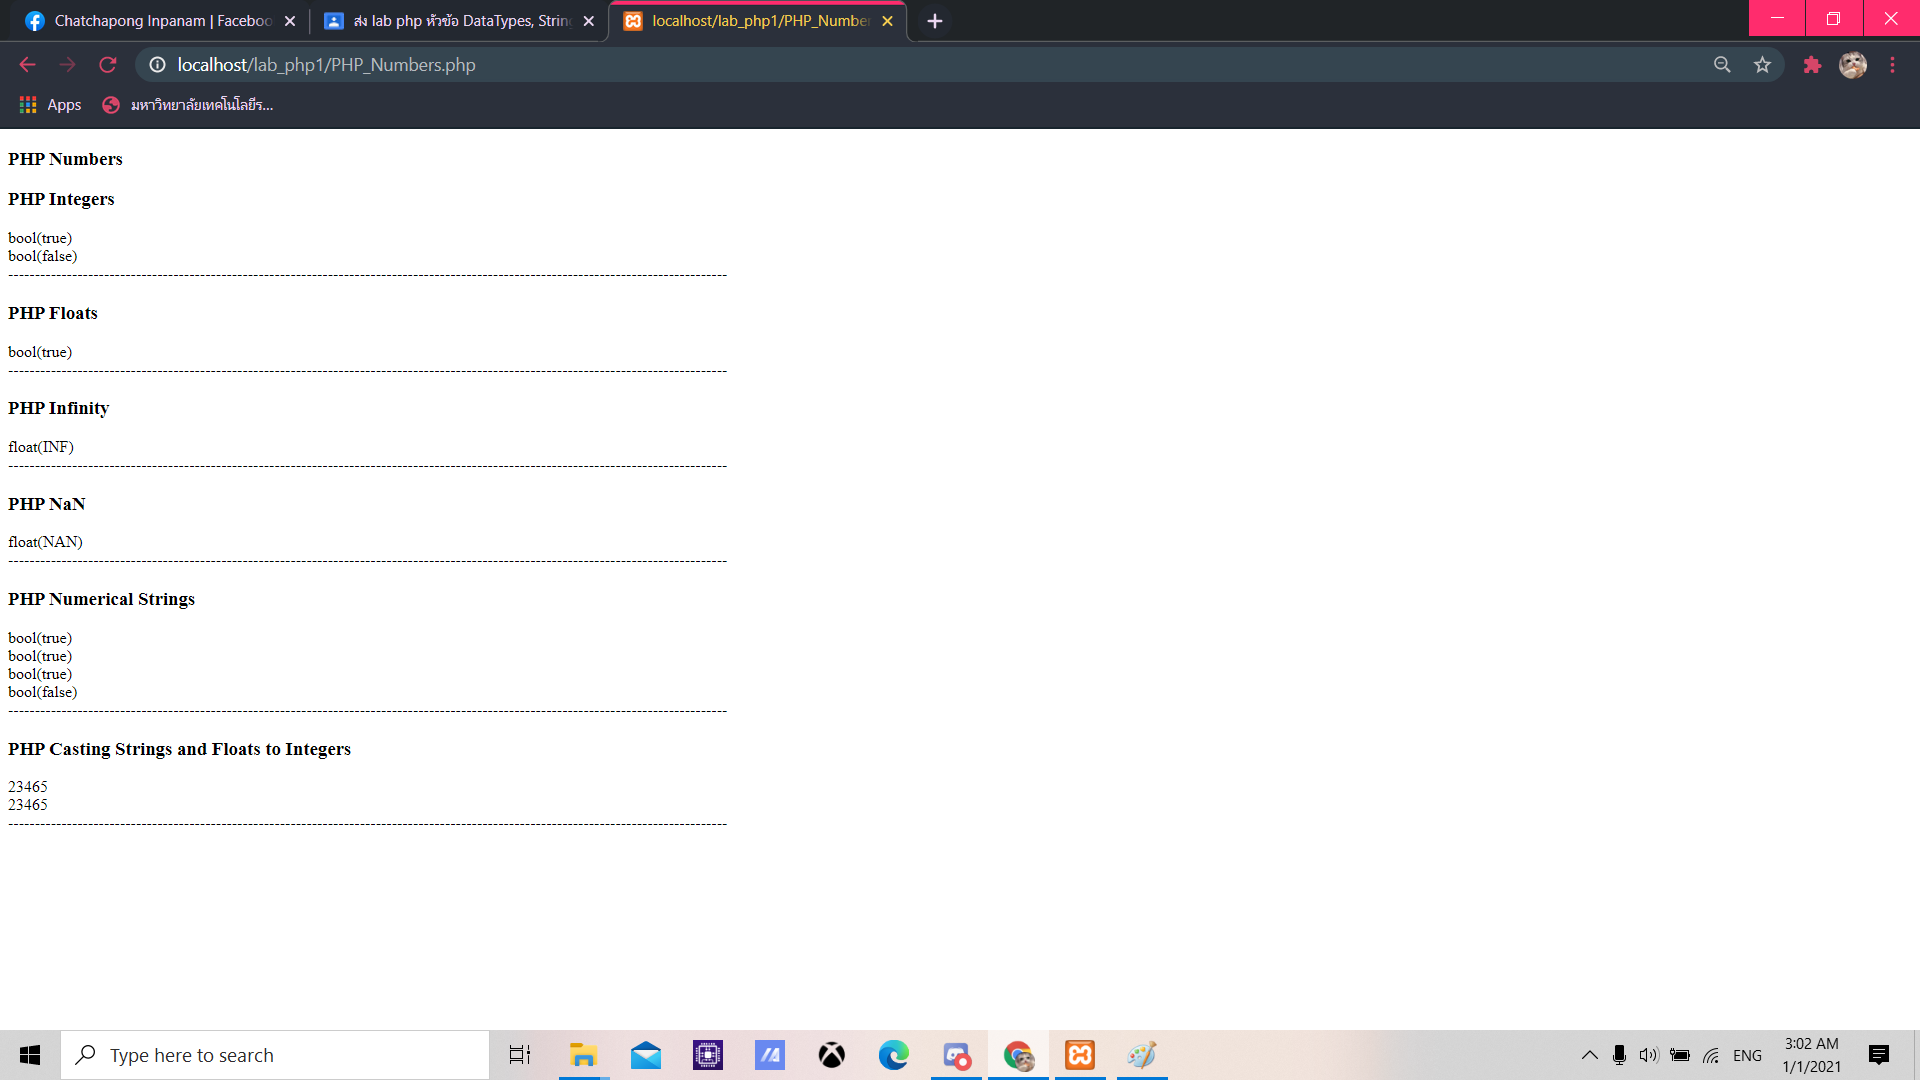 Chatchapong Inpanam | Faceboo
ส่ง lab php หัวข้อ DataTypes, String
localhost/lab_php1/PHP_Number
localhost/lab_php1/PHP_Numbers.php
Apps
มหาวิทยาลัยเทคโนโลยีร...
PHP Numbers
PHP Integers
bool(true)
bool(false)
------------------------------------------------------------------------------------------------------------------------------------------------
PHP Floats
bool(true)
------------------------------------------------------------------------------------------------------------------------------------------------
PHP Infinity
float(INF)
------------------------------------------------------------------------------------------------------------------------------------------------
PHP NaN
float(NAN)
------------------------------------------------------------------------------------------------------------------------------------------------
PHP Numerical Strings
bool(true)
bool(true)
bool(true)
bool(false)
------------------------------------------------------------------------------------------------------------------------------------------------
PHP Casting Strings and Floats to Integers
23465
23465
------------------------------------------------------------------------------------------------------------------------------------------------
Type here to search
ENG
3:02 AM
1/1/2021